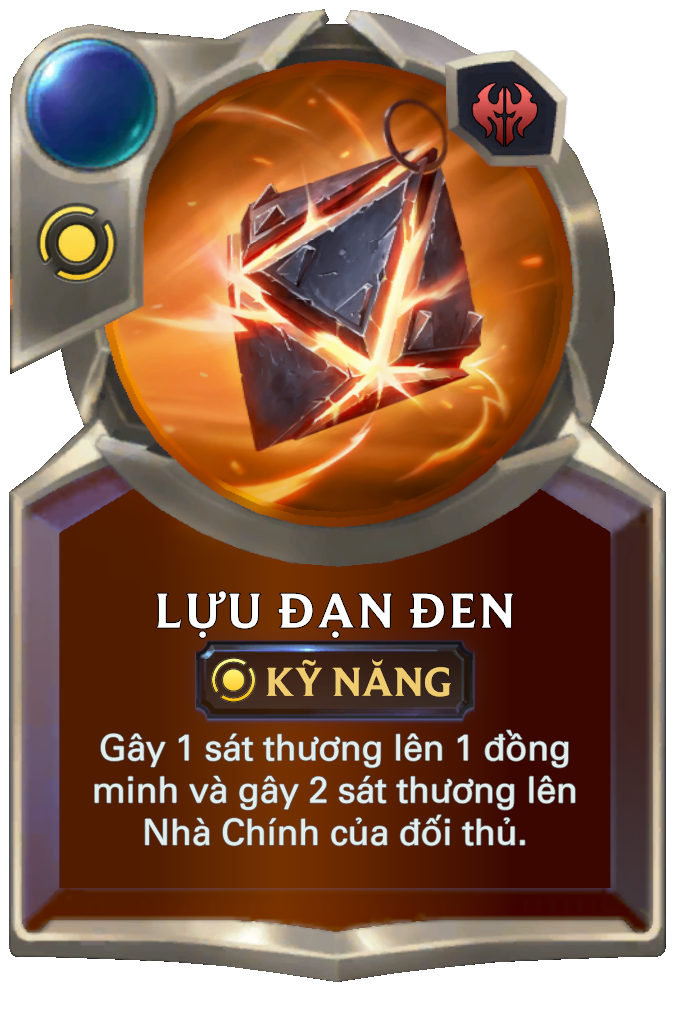 LỰU ĐẠN ĐEN
KỸ NĂNG
Gây 1 sát thương lên 1 đồng
minh và gây 2 sát thương lên
Nhà Chính của đối thủ.